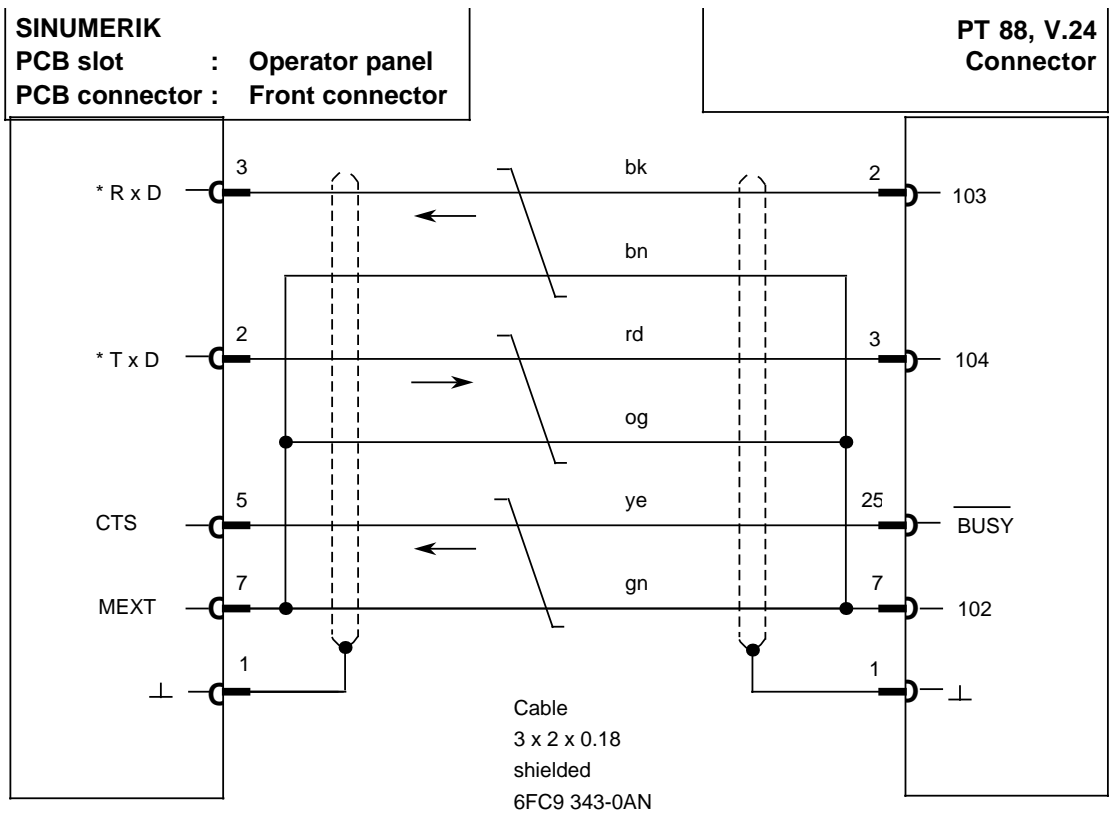 SINUMERIK
PCB slot : Operator panel
PCB connector : Front connector
PT 88, V.24
Connector
3 bk 2
* R x D 103
bn
2 rd 3
* T x D 104
og
5 ye 25
CTS BUSY
7 gn 7
MEXT 102
1 1
Cable
3 x 2 x 0.18
shielded
6FC9 343-0AN